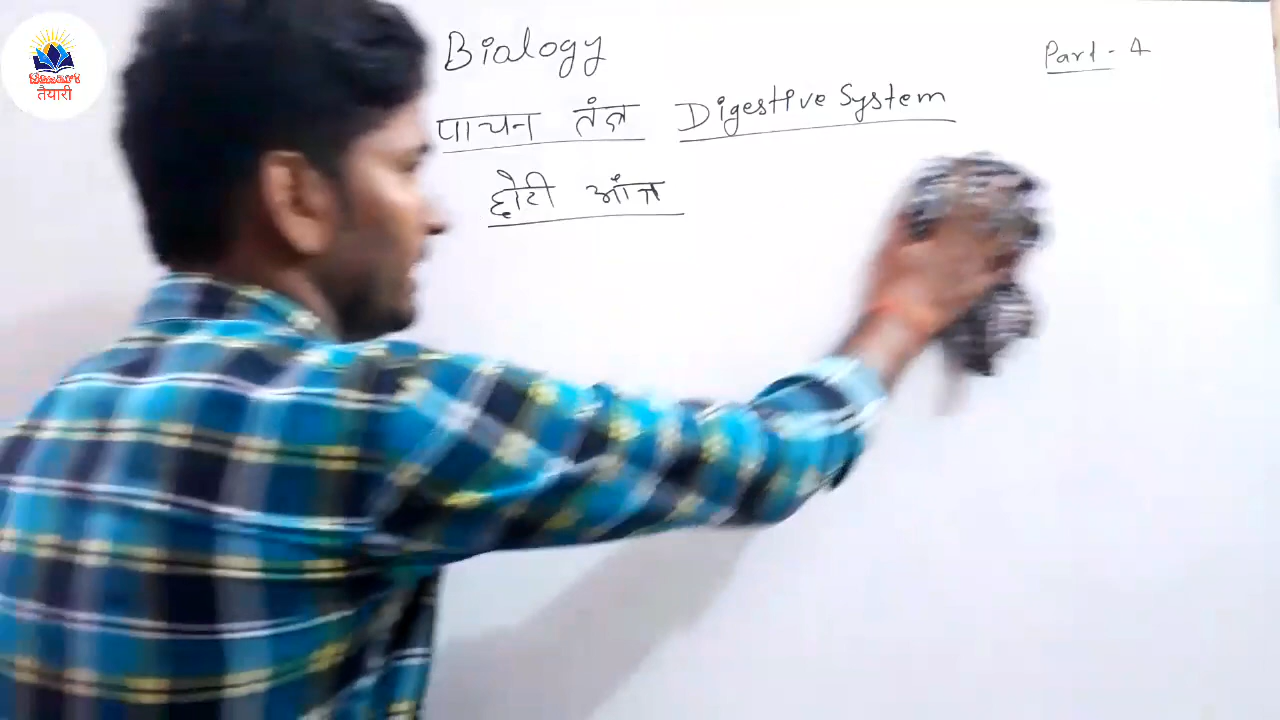 Biology
Part - 4
पाचन तंत्र Digestive System
छोटी आंत्र
तैयारी